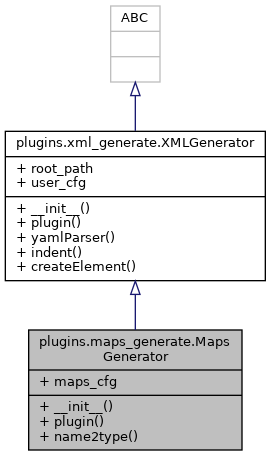 ABC
plugins.xml_generate.XMLGenerator
+ root_path
+ user_cfg
+ __init__()
+ plugin()
+ yamlParser()
+ indent()
+ createElement()
plugins.maps_generate.Maps
Generator
+ maps_cfg
+ __init__()
+ plugin()
+ name2type()